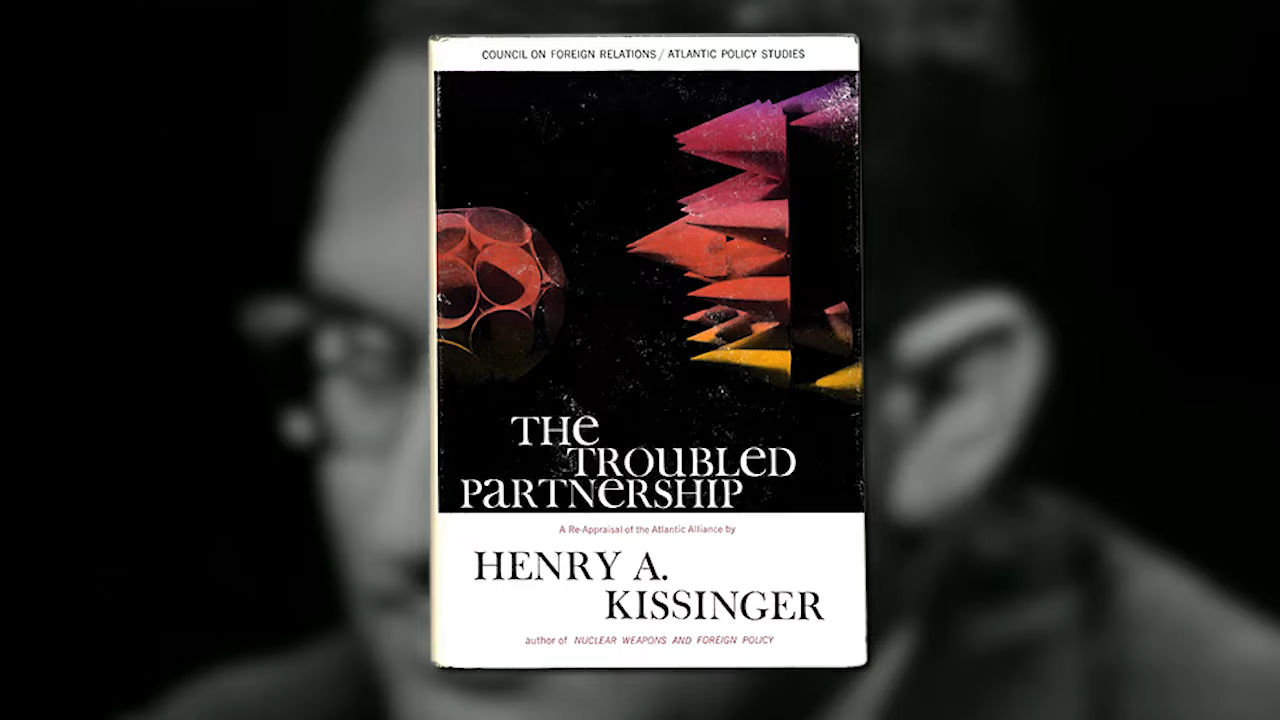 COUNCIL ON FOREIGN RELATIONS / ATLANTIC POLICY STUDIES
THe
TROUBLeD
PaRTNeRSHIP
A Re-Appraisal of the Atlantic Alliance by
HENRY A.
KISSINGER
author of NUCLEAR WEAPONS AND FOREIGN POLICY